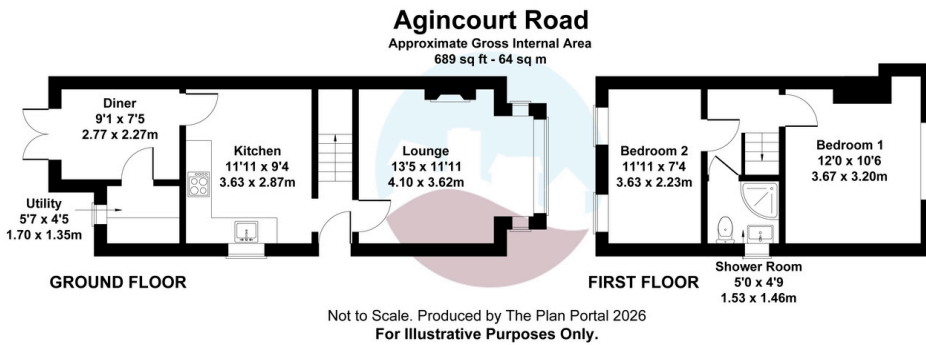 Agincourt Road
Approximate Gross Internal Area
689 sq ft - 64 sq m
Diner
9'1 x 7'5
2.77 x 2.27m
Kitchen
11'11 x 9'4
3.63 x 2.87m
Lounge
13'5 x 11'11
4.10 x 3.62m
Utility
5'7 x 4'5
1.70 x 1.35m
GROUND FLOOR
Bedroom 2
11'11 x 7'4
3.63 x 2.23m
Bedroom 1
12'0 x 10'6
3.67 x 3.20m
Shower Room
5'0 x 4'9
1.53 x 1.46m
FIRST FLOOR
Not to Scale. Produced by The Plan Portal 2026
For Illustrative Purposes Only.